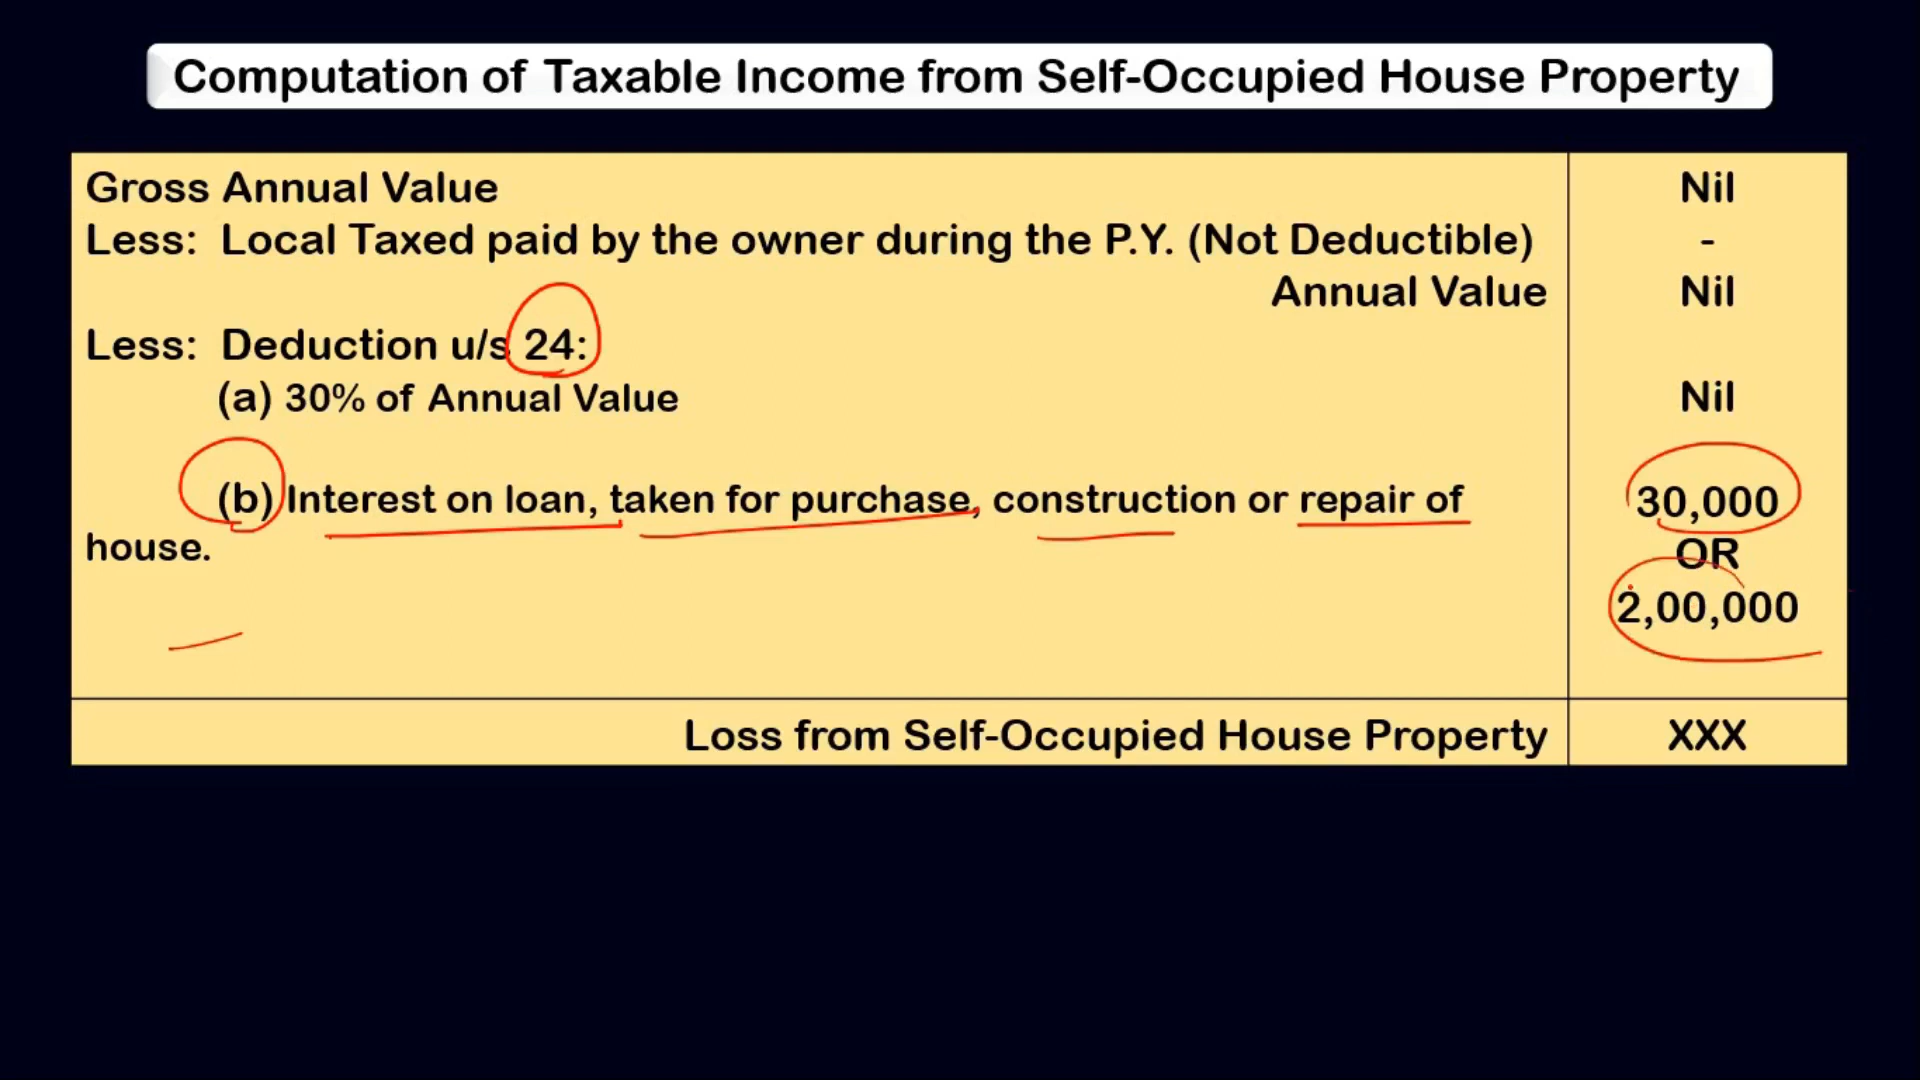 Computation of Taxable Income from Self-Occupied House Property
Gross Annual Value Nil
Less: Local Taxed paid by the owner during the P.Y. (Not Deductible) -
Annual Value Nil
Less: Deduction u/s 24:
(a) 30% of Annual Value Nil
(b) Interest on loan, taken for purchase, construction or repair of 30,000
house. OR
2,00,000
Loss from Self-Occupied House Property XXX